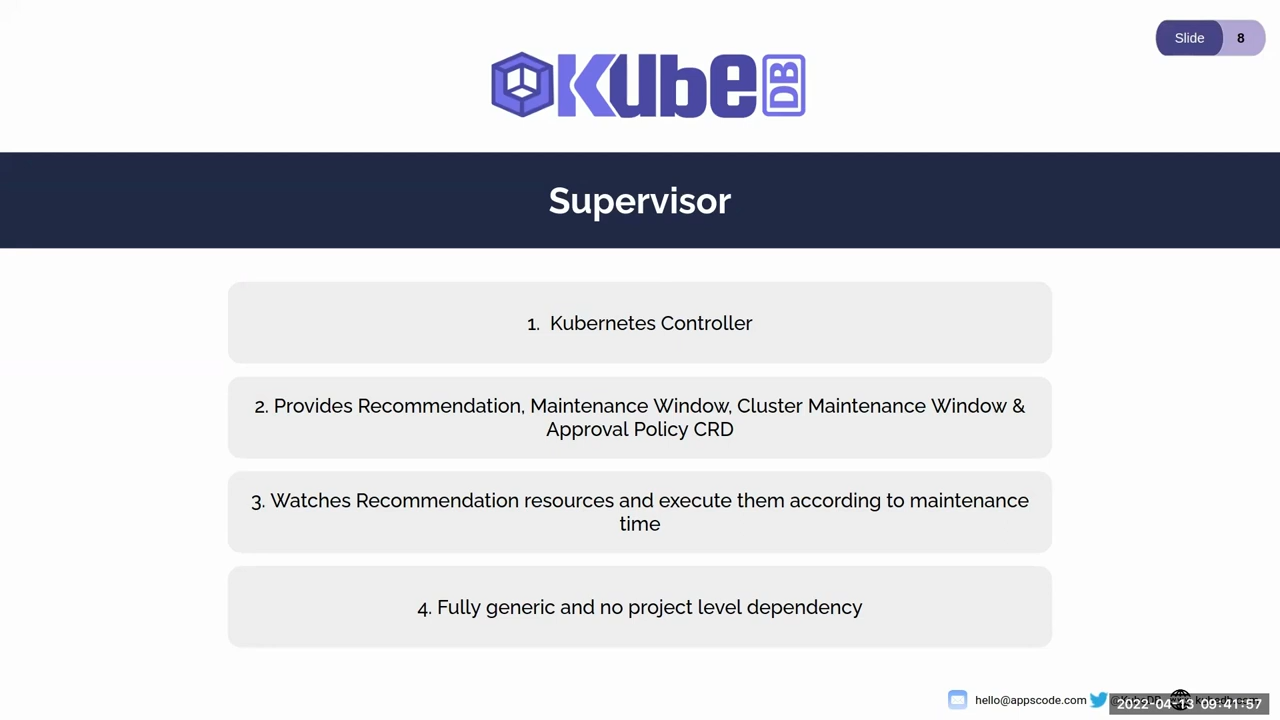 Slide 8
KubeDB
Supervisor
1. Kubernetes Controller
2. Provides Recommendation, Maintenance Window, Cluster Maintenance Window &
Approval Policy CRD
3. Watches Recommendation resources and execute them according to maintenance
time
4. Fully generic and no project level dependency
hello@appscode.com
2022-04-13 09:41:57